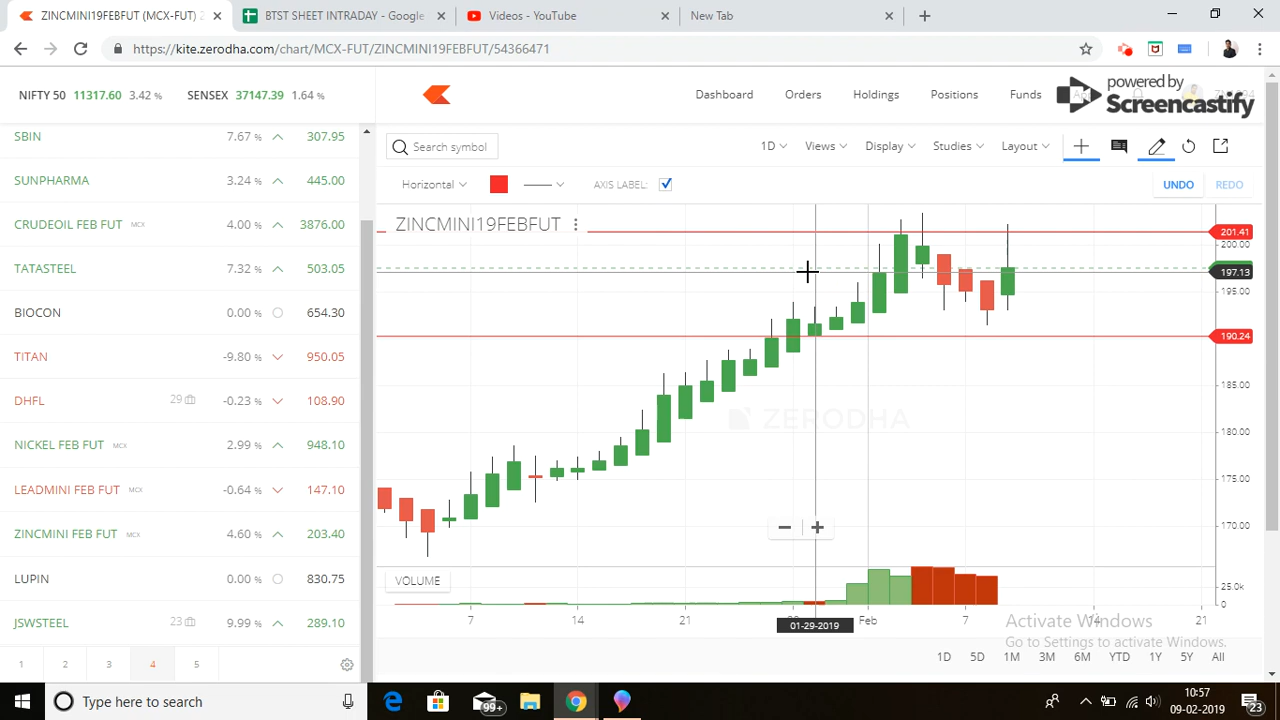 ZINCMINI19FEBFUT (MCX-FUT) 2
BTST SHEET INTRADAY - Google
Videos - YouTube
New Tab
https://kite.zerodha.com/chart/MCX-FUT/ZINCMINI19FEBFUT/54366471
NIFTY 50 11317.60 3.42 % SENSEX 37147.39 1.64 %
Dashboard Orders Holdings Positions Funds
powered by
Screencastify
SBIN 7.67 % 307.95
SUNPHARMA 3.24 % 445.00
CRUDEOIL FEB FUT MCX 4.00 % 3876.00
TATASTEEL 7.32 % 503.05
BIOCON 0.00 % 654.30
TITAN -9.80 % 950.05
DHFL 29 -0.23 % 108.90
NICKEL FEB FUT MCX 2.99 % 948.10
LEADMINI FEB FUT MCX -0.64 % 147.10
ZINCMINI FEB FUT MCX 4.60 % 203.40
LUPIN 0.00 % 830.75
JSWSTEEL 23 9.99 % 289.10
1 2 3 4 5
Search symbol 1D Views Display Studies Layout
Horizontal AXIS LABEL: UNDO REDO
ZINCMINI19FEBFUT
201.41
200.00
197.13
195.00
190.24
185.00
180.00
175.00
170.00
ZERODHA
VOLUME
25.0k
0
7 14 21 01-29-2019 Feb 7 14 21
Activate Windows
Go to Settings to activate Windows.
1D 5D 1M 3M 6M YTD 1Y 5Y All
Type here to search
99+
10:57
09-02-2019
23